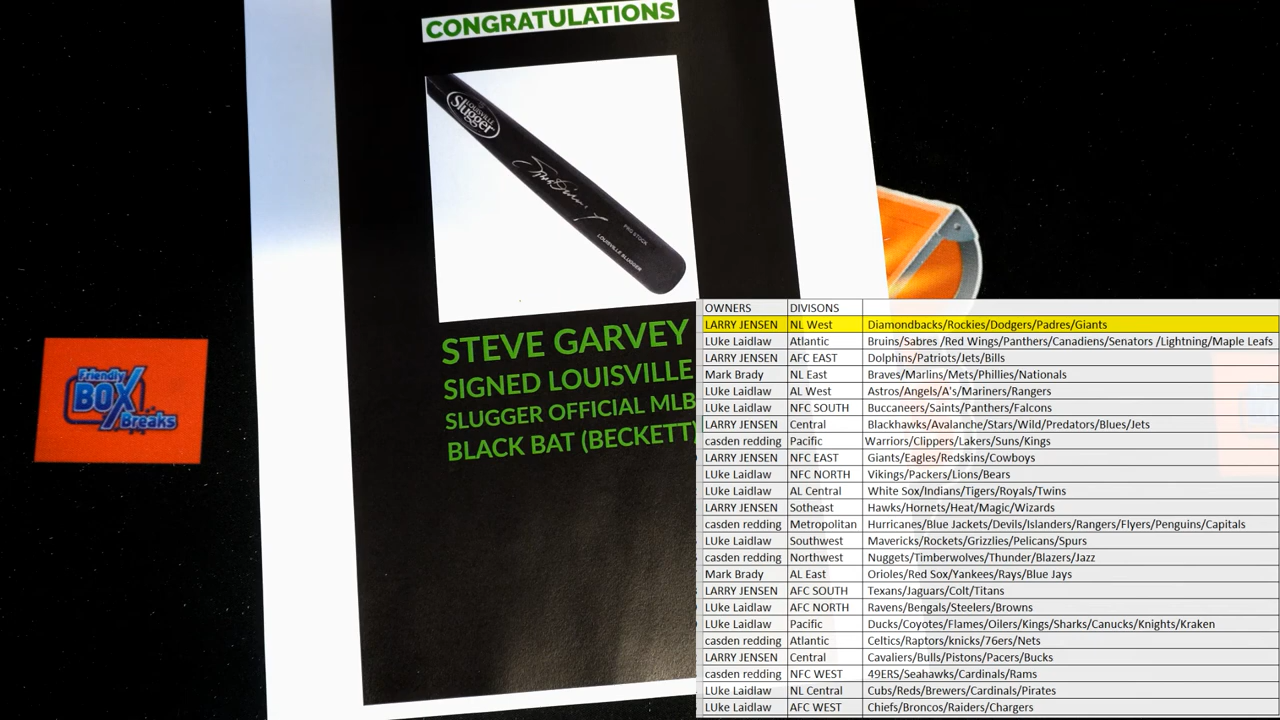 CONGRATULATIONS
LOUISVILLE
Slugger
PRO STOCK
LOUISVILLE SLUGGER
STEVE GARVEY
SIGNED LOUISVILLE
SLUGGER OFFICIAL MLB
BLACK BAT (BECKETT)
Friendly
BOX
Breaks
OWNERS DIVISONS
LARRY JENSEN NL West Diamondbacks/Rockies/Dodgers/Padres/Giants
LUke Laidlaw Atlantic Bruins/Sabres /Red Wings/Panthers/Canadiens/Senators /Lightning/Maple Leafs
LARRY JENSEN AFC EAST Dolphins/Patriots/Jets/Bills
Mark Brady NL East Braves/Marlins/Mets/Phillies/Nationals
LUke Laidlaw AL West Astros/Angels/A's/Mariners/Rangers
LUke Laidlaw NFC SOUTH Buccaneers/Saints/Panthers/Falcons
LARRY JENSEN Central Blackhawks/Avalanche/Stars/Wild/Predators/Blues/Jets
casden redding Pacific Warriors/Clippers/Lakers/Suns/Kings
LARRY JENSEN NFC EAST Giants/Eagles/Redskins/Cowboys
LUke Laidlaw NFC NORTH Vikings/Packers/Lions/Bears
LUke Laidlaw AL Central White Sox/Indians/Tigers/Royals/Twins
LARRY JENSEN Sotheast Hawks/Hornets/Heat/Magic/Wizards
casden redding Metropolitan Hurricanes/Blue Jackets/Devils/Islanders/Rangers/Flyers/Penguins/Capitals
LUke Laidlaw Southwest Mavericks/Rockets/Grizzlies/Pelicans/Spurs
casden redding Northwest Nuggets/Timberwolves/Thunder/Blazers/Jazz
Mark Brady AL East Orioles/Red Sox/Yankees/Rays/Blue Jays
LARRY JENSEN AFC SOUTH Texans/Jaguars/Colt/Titans
LUke Laidlaw AFC NORTH Ravens/Bengals/Steelers/Browns
LUke Laidlaw Pacific Ducks/Coyotes/Flames/Oilers/Kings/Sharks/Canucks/Knights/Kraken
casden redding Atlantic Celtics/Raptors/knicks/76ers/Nets
LARRY JENSEN Central Cavaliers/Bulls/Pistons/Pacers/Bucks
casden redding NFC WEST 49ERS/Seahawks/Cardinals/Rams
LUke Laidlaw NL Central Cubs/Reds/Brewers/Cardinals/Pirates
LUke Laidlaw AFC WEST Chiefs/Broncos/Raiders/Chargers